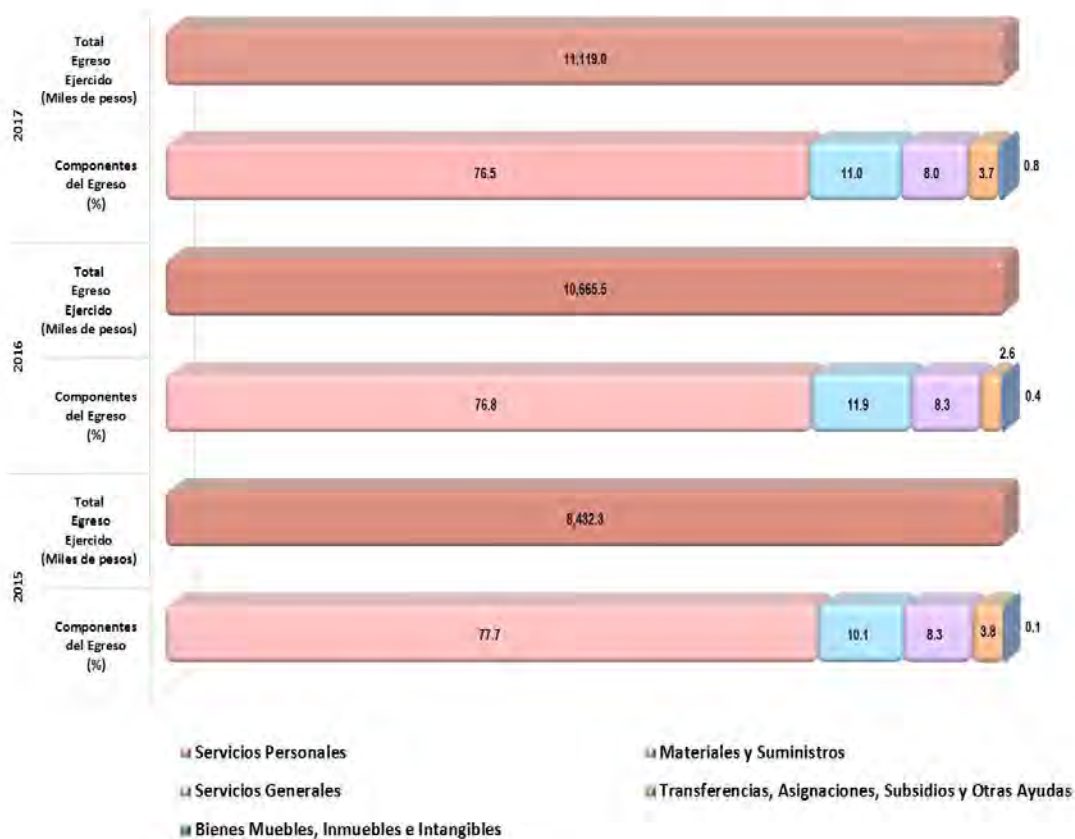 2017
Total
Egreso
Ejercido
(Miles de pesos)
11,119.0
Componentes
del Egreso
(%)
76.5
11.0
8.0
3.7
0.8
2016
Total
Egreso
Ejercido
(Miles de pesos)
10,665.5
Componentes
del Egreso
(%)
76.8
11.9
8.3
2.6
0.4
2015
Total
Egreso
Ejercido
(Miles de pesos)
8,432.3
Componentes
del Egreso
(%)
77.7
10.1
8.3
3.8
0.1
Servicios Personales
Materiales y Suministros
Servicios Generales
Transferencias, Asignaciones, Subsidios y Otras Ayudas
Bienes Muebles, Inmuebles e Intangibles